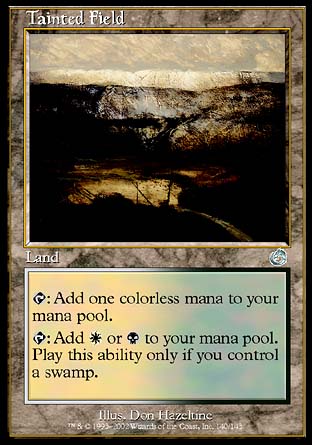 Tainted Field
Land
: Add one colorless mana to your
mana pool.
: Add or to your mana pool.
Play this ability only if you control
a swamp.
Illus. Don Hazeltine
™ & © 1993-2002 Wizards of the Coast, Inc. 140/143